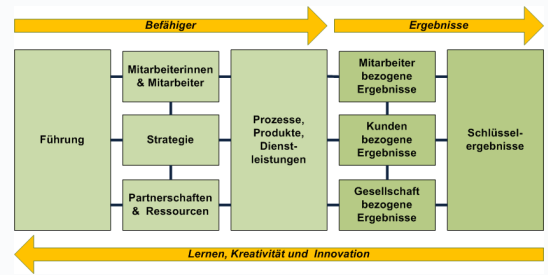 Befähiger
Ergebnisse
Führung
Mitarbeiterinnen
& Mitarbeiter
Strategie
Partnerschaften
& Ressourcen
Prozesse,
Produkte,
Dienst-
leistungen
Mitarbeiter
bezogene
Ergebnisse
Kunden
bezogene
Ergebnisse
Gesellschaft
bezogene
Ergebnisse
Schlüssel-
ergebnisse
Lernen, Kreativität und Innovation